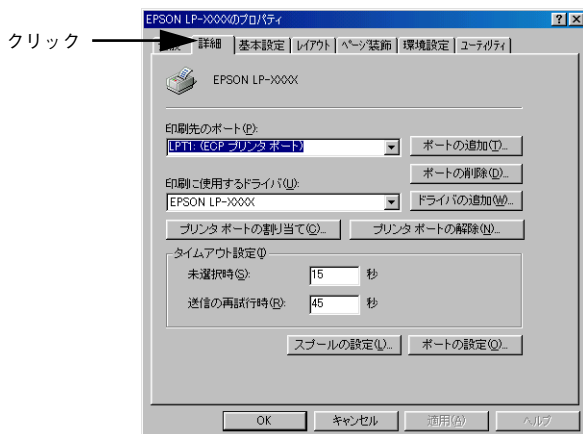 EPSON LP-XXXXのプロパティ
クリック
詳細 基本設定 レイアウト ページ装飾 環境設定 ユーティリティ
EPSON LP-XXXX
印刷先のポート(P):
LPT1: (ECP プリンタ ポート) ポートの追加(T)...
ポートの削除(D)...
印刷に使用するドライバ(U):
EPSON LP-XXXX ドライバの追加(W)...
プリンタ ポートの割り当て(C)... プリンタ ポートの解除(N)...
タイムアウト設定
未選択時(S): 15 秒
送信の再試行時(R): 45 秒
スプールの設定(L)... ポートの設定(O)...
OK キャンセル 適用(A) ヘルプ